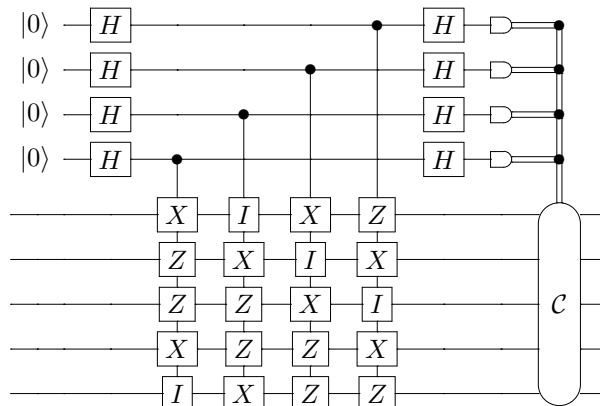 |0⟩ H H
|0⟩ H H
|0⟩ H H
|0⟩ H H
X I X Z
Z X I X
Z Z X I C
X Z Z X
I X Z Z